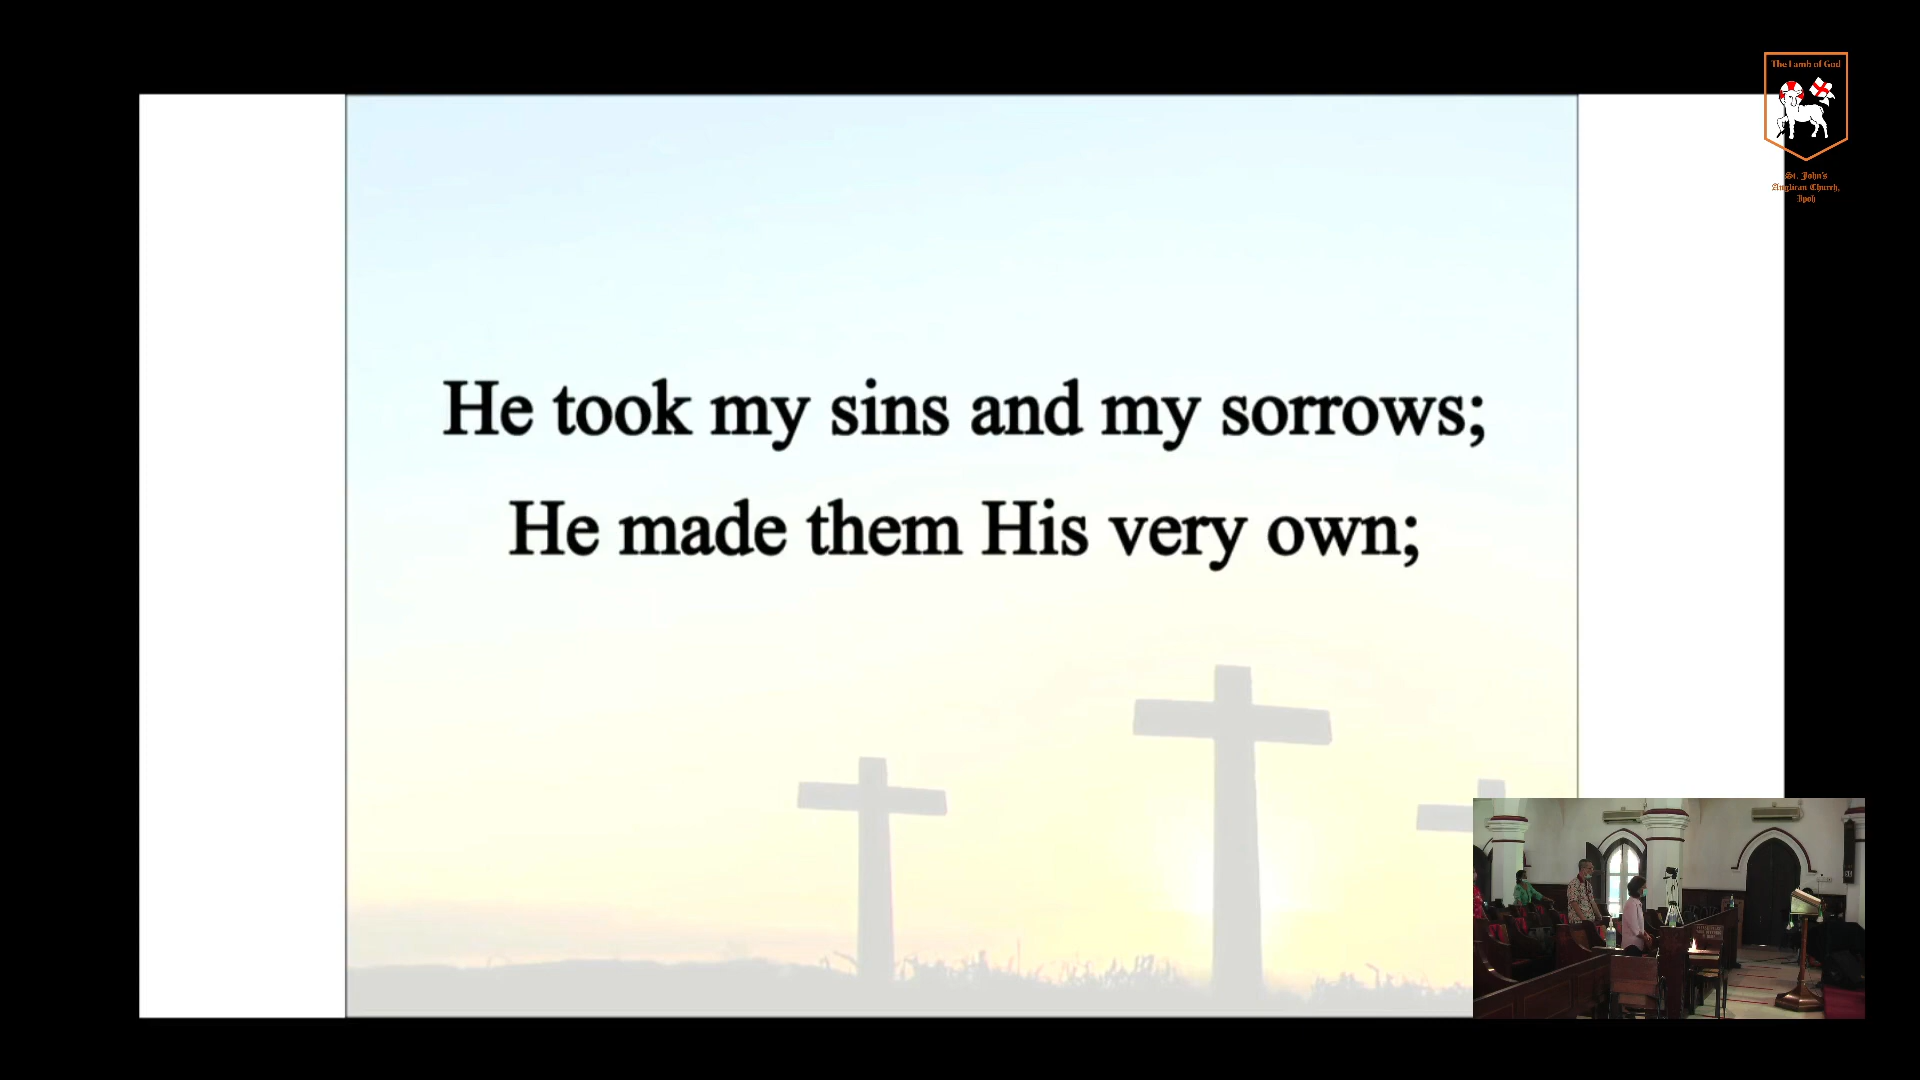 The Lamb of God
St. John's
Anglican Church,
Ipoh
He took my sins and my sorrows;
He made them His very own;